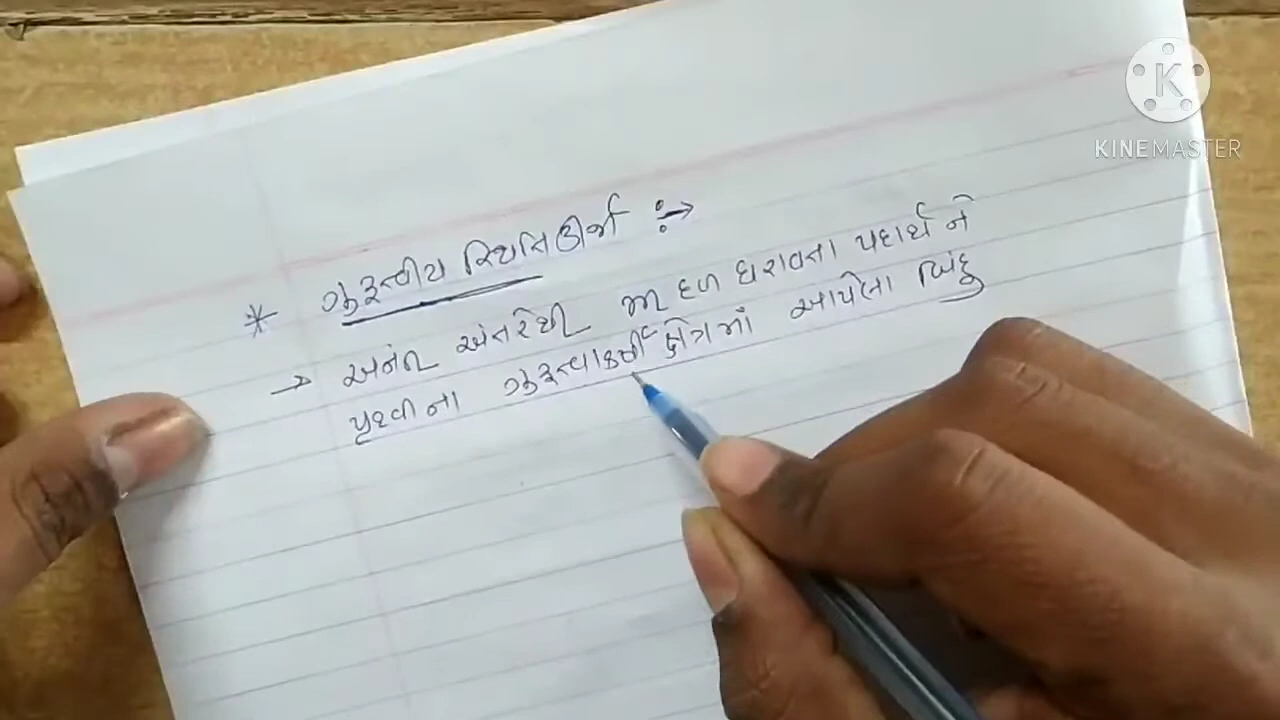 * ગુરુત્વીય સ્થિતિઊર્જા :→
→ અનંત અંતરેથી m દળ ધરાવતા પદાર્થ ને
પૃથ્વી ના ગુરુત્વાકર્ષી ક્ષેત્ર માં આપેલા બિંદુ
K
KINEMASTER